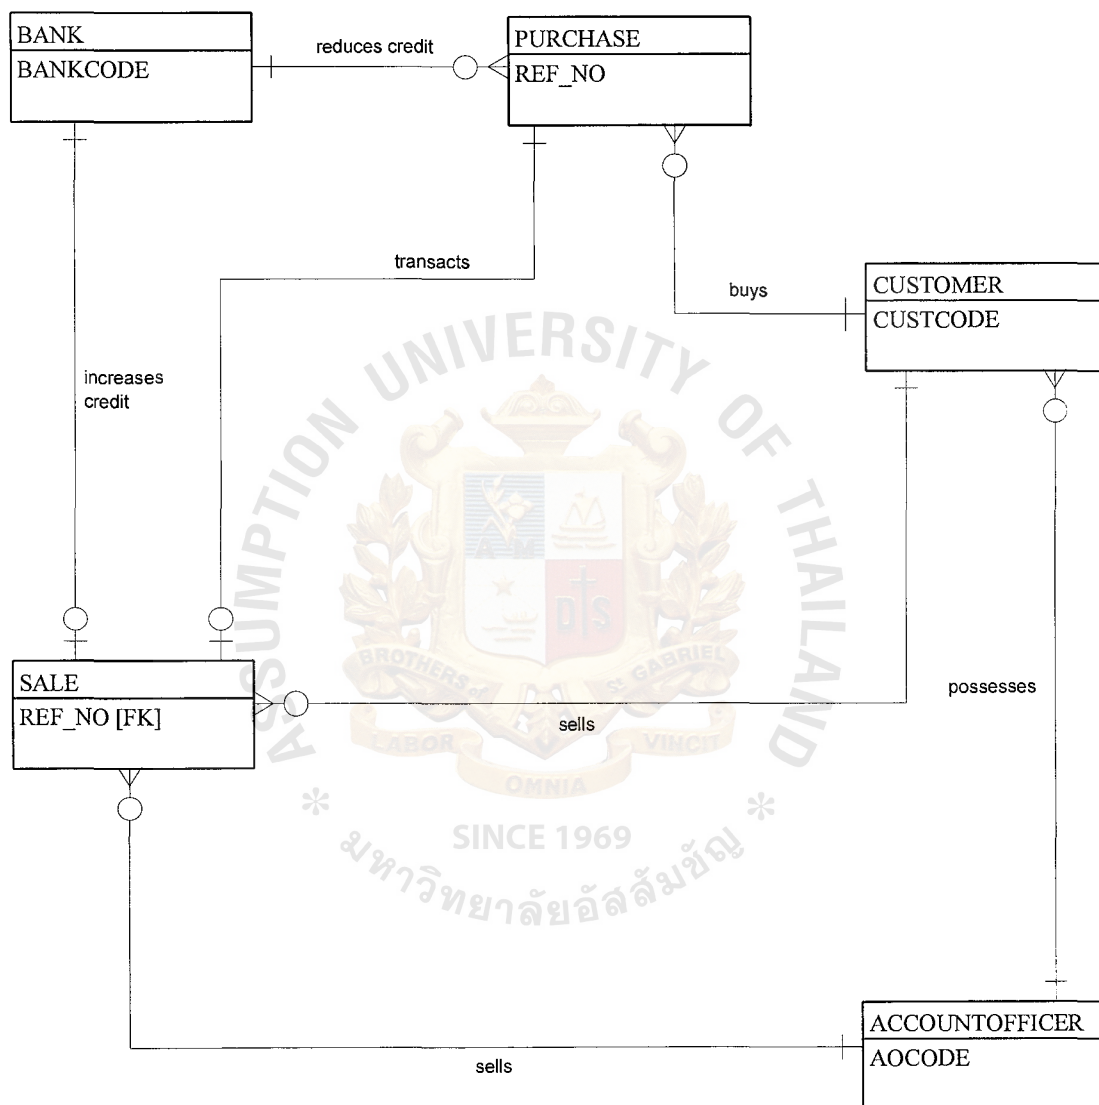 BANK
BANKCODE
reduces credit
PURCHASE
REF_NO
transacts
buys
CUSTOMER
CUSTCODE
increases
credit
ASSUMPTION UNIVERSITY OF THAILAND
A M
D S
BROTHERS of St GABRIEL
LABOR
VINCIT
OMNIA
SINCE 1969
มหาวิทยาลัยอัสสัมชัญ
SALE
REF_NO [FK]
sells
possesses
ACCOUNTOFFICER
AOCODE
sells